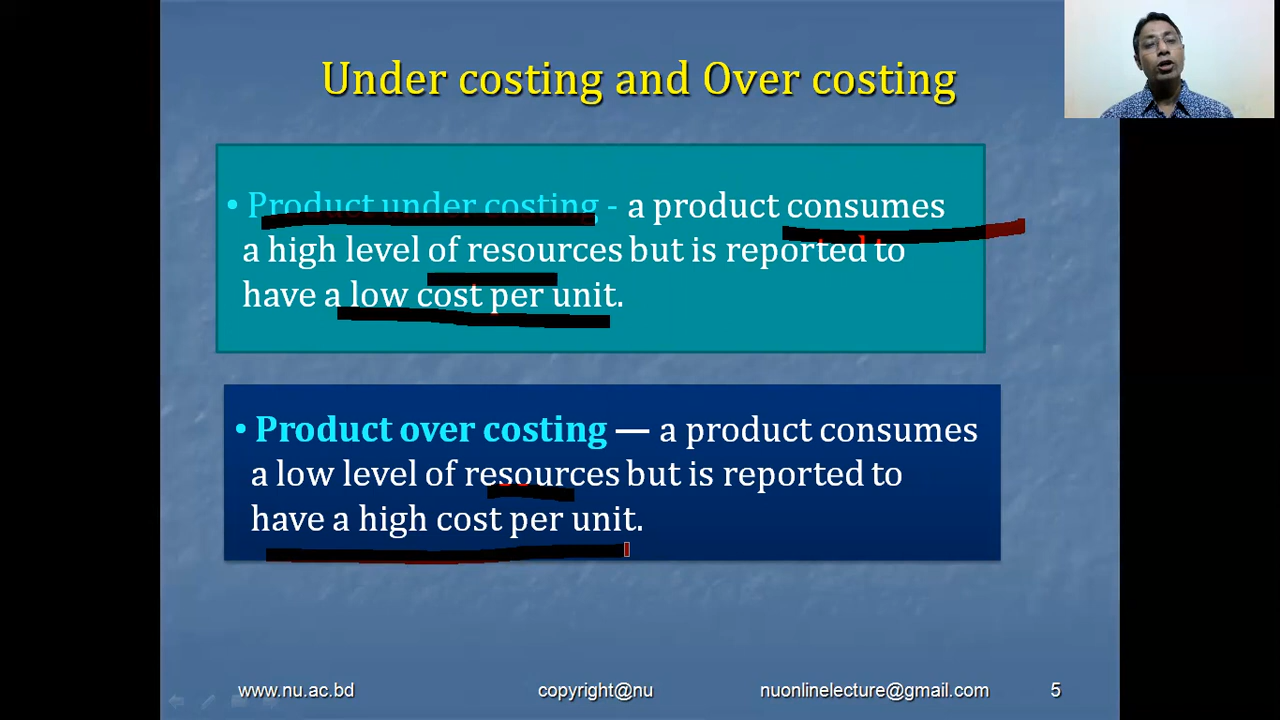 Under costing and Over costing
• Product under costing - a product consumes
a high level of resources but is reported to
have a low cost per unit.
• Product over costing — a product consumes
a low level of resources but is reported to
have a high cost per unit.
www.nu.ac.bd copyright@nu nuonlinelecture@gmail.com 5